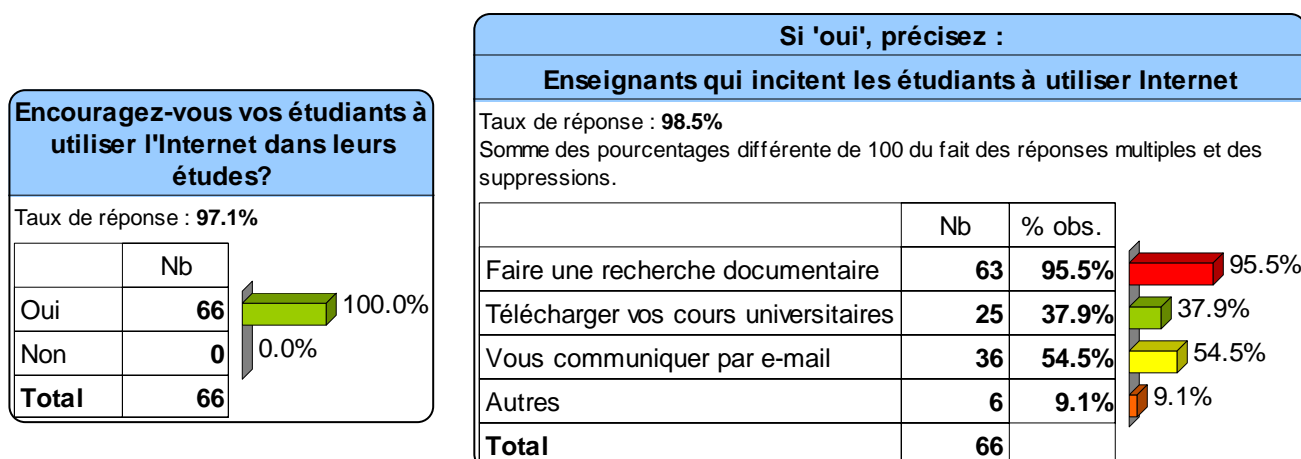 Encouragez-vous vos étudiants à
utiliser l'Internet dans leurs
études?
Taux de réponse : 97.1%
Nb
Oui 66 100.0%
Non 0 0.0%
Total 66
Si 'oui', précisez :
Enseignants qui incitent les étudiants à utiliser Internet
Taux de réponse : 98.5%
Somme des pourcentages différente de 100 du fait des réponses multiples et des
suppressions.
Nb % obs.
Faire une recherche documentaire 63 95.5% 95.5%
Télécharger vos cours universitaires 25 37.9% 37.9%
Vous communiquer par e-mail 36 54.5% 54.5%
Autres 6 9.1% 9.1%
Total 66